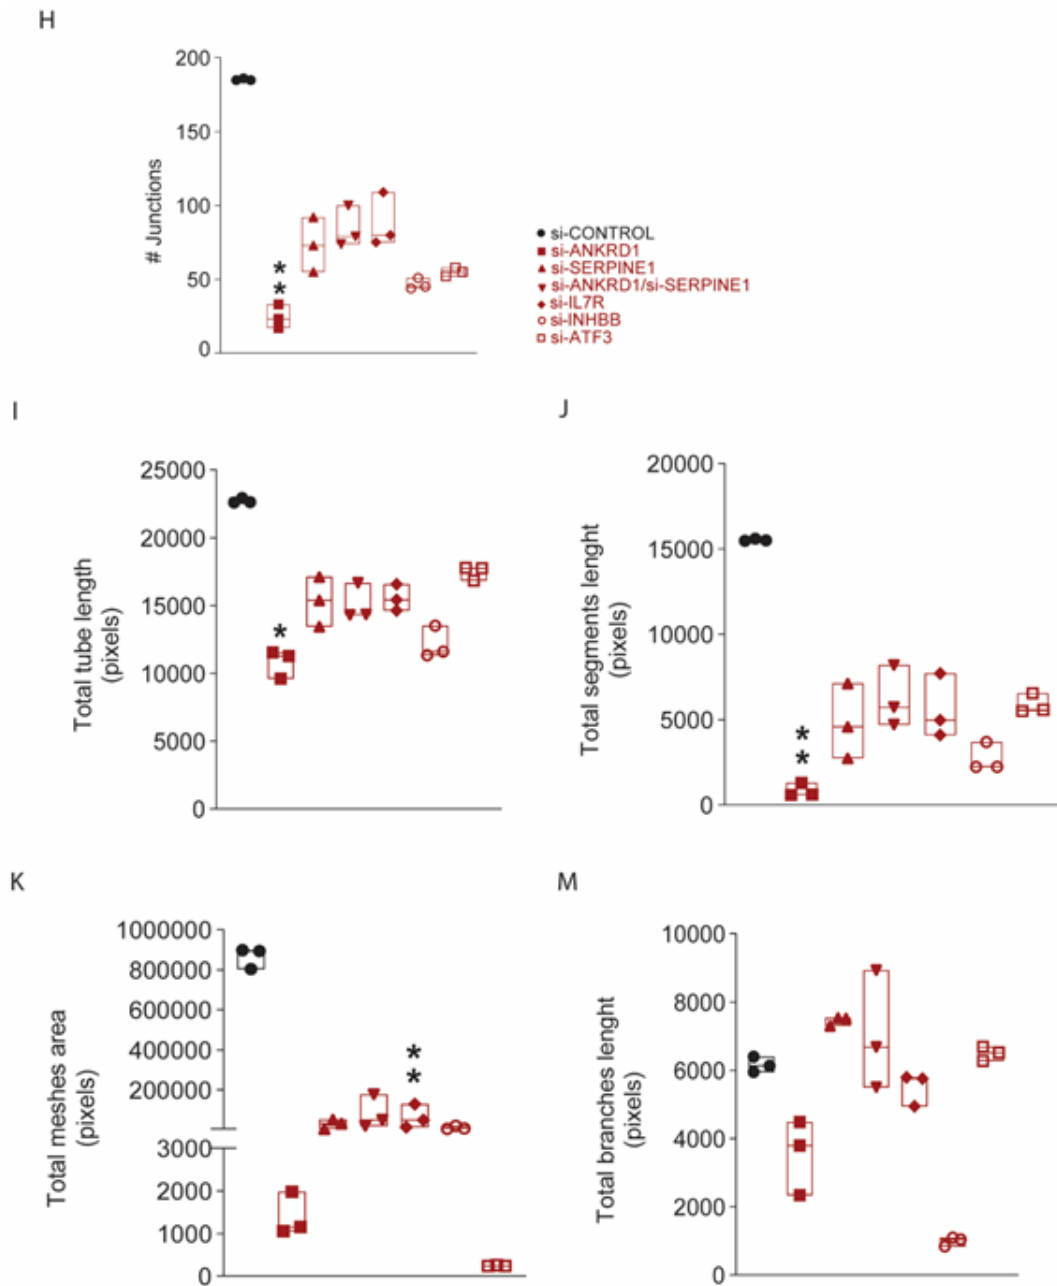 H
200
150
100
50
0
# Junctions
*
*
si-CONTROL
si-ANKRD1
si-SERPINE1
si-ANKRD1/si-SERPINE1
si-IL7R
si-INHBB
si-ATF3
I
25000
20000
15000
10000
5000
0
Total tube length
(pixels)
*
J
20000
15000
10000
5000
0
Total segments lenght
(pixels)
*
*
K
1000000
800000
600000
400000
200000
3000
2000
1000
0
Total meshes area
(pixels)
*
*
M
10000
8000
6000
4000
2000
0
Total branches lenght
(pixels)